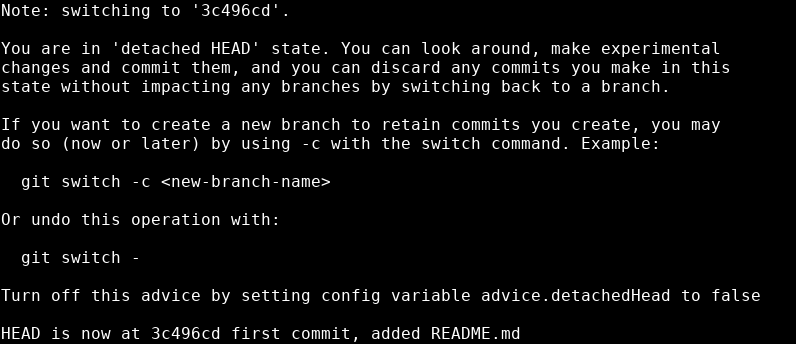 Note: switching to '3c496cd'.
You are in 'detached HEAD' state. You can look around, make experimental
changes and commit them, and you can discard any commits you make in this
state without impacting any branches by switching back to a branch.
If you want to create a new branch to retain commits you create, you may
do so (now or later) by using -c with the switch command. Example:
git switch -c <new-branch-name>
Or undo this operation with:
git switch -
Turn off this advice by setting config variable advice.detachedHead to false
HEAD is now at 3c496cd first commit, added README.md